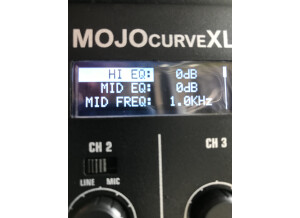 MOJOCURVEXL
HI EQ: 0dB
MID EQ: 0dB
MID FREQ: 1.0KHz
CH 2
CH 3
LINE MIC